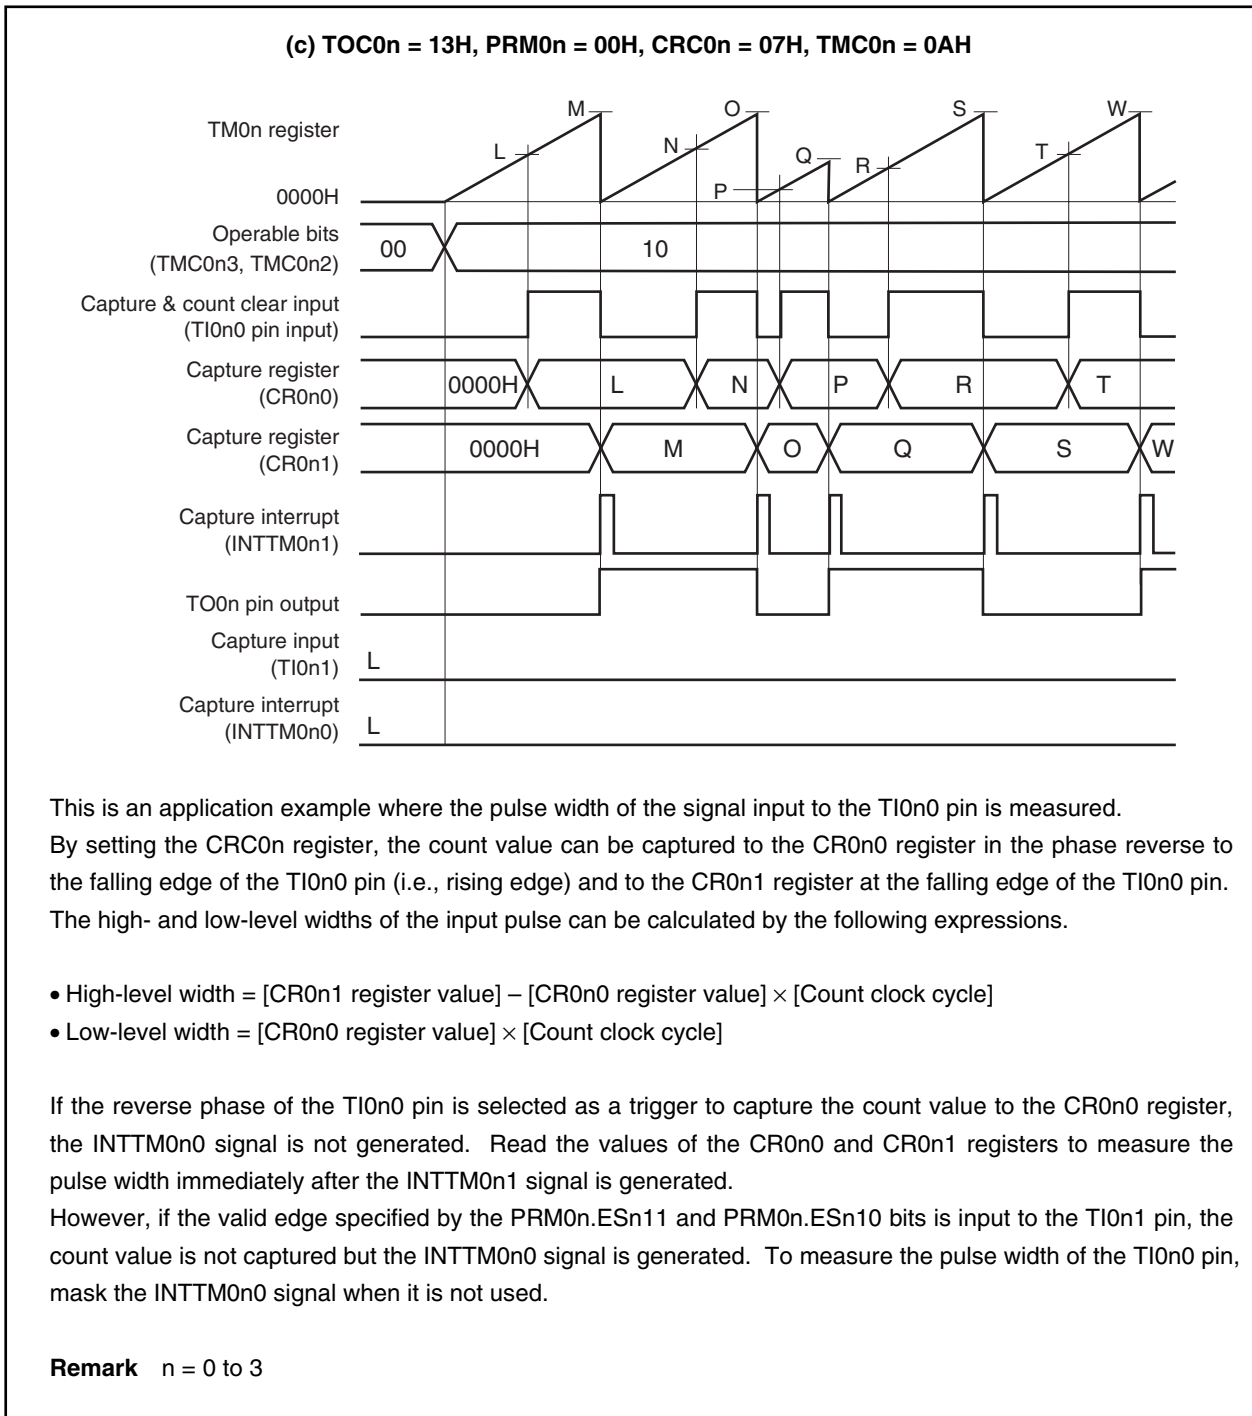 (c) TOC0n = 13H, PRM0n = 00H, CRC0n = 07H, TMC0n = 0AH
TM0n register
0000H
L
M
N
O
P
Q
R
S
T
W
Operable bits
(TMC0n3, TMC0n2)
00
10
Capture & count clear input
(TI0n0 pin input)
Capture register
(CR0n0)
0000H
L
N
P
R
T
Capture register
(CR0n1)
0000H
M
O
Q
S
W
Capture interrupt
(INTTM0n1)
TO0n pin output
Capture input
(TI0n1)
L
Capture interrupt
(INTTM0n0)
L
This is an application example where the pulse width of the signal input to the TI0n0 pin is measured.
By setting the CRC0n register, the count value can be captured to the CR0n0 register in the phase reverse to
the falling edge of the TI0n0 pin (i.e., rising edge) and to the CR0n1 register at the falling edge of the TI0n0 pin.
The high- and low-level widths of the input pulse can be calculated by the following expressions.
• High-level width = [CR0n1 register value] – [CR0n0 register value] × [Count clock cycle]
• Low-level width = [CR0n0 register value] × [Count clock cycle]
If the reverse phase of the TI0n0 pin is selected as a trigger to capture the count value to the CR0n0 register,
the INTTM0n0 signal is not generated. Read the values of the CR0n0 and CR0n1 registers to measure the
pulse width immediately after the INTTM0n1 signal is generated.
However, if the valid edge specified by the PRM0n.ESn11 and PRM0n.ESn10 bits is input to the TI0n1 pin, the
count value is not captured but the INTTM0n0 signal is generated. To measure the pulse width of the TI0n0 pin,
mask the INTTM0n0 signal when it is not used.
Remark n = 0 to 3